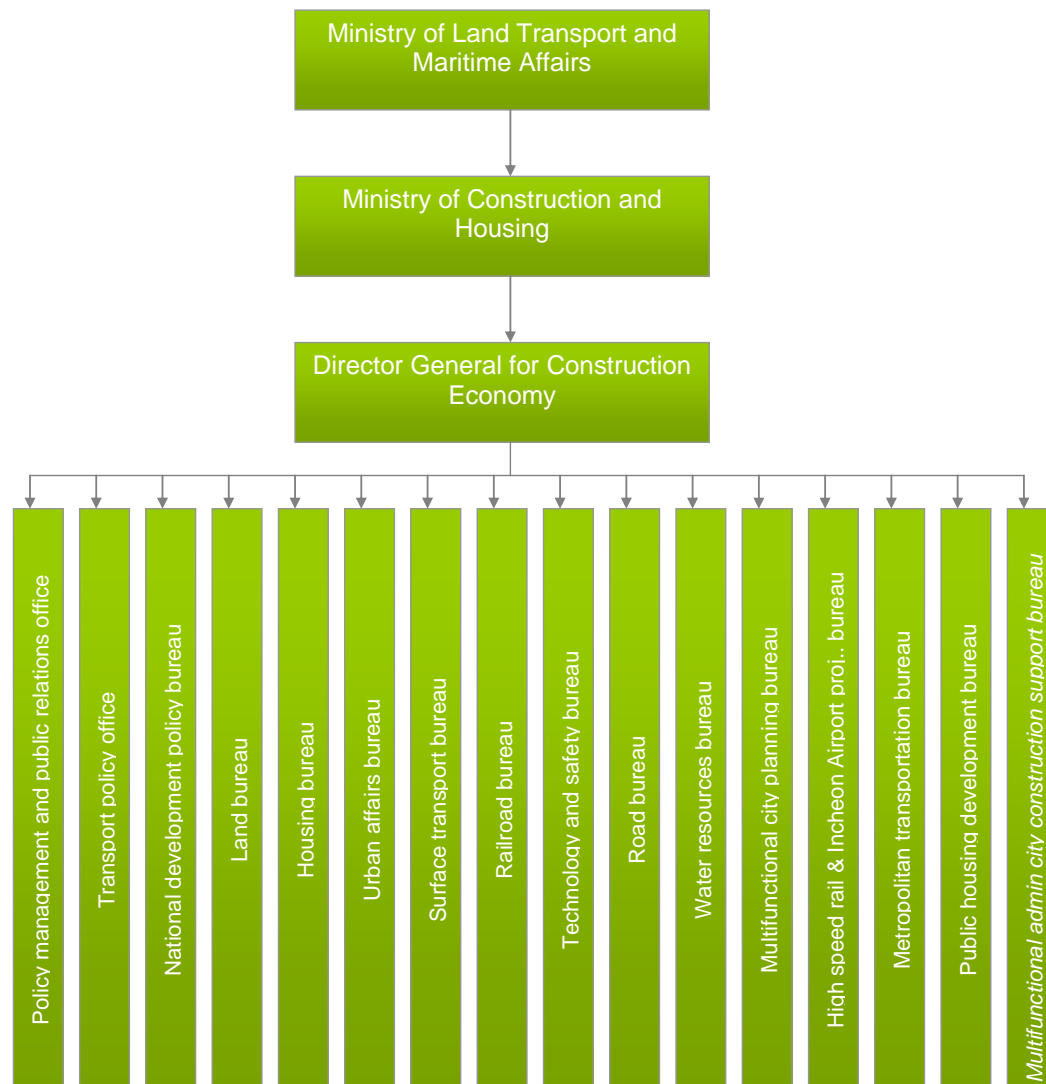 Ministry of Land Transport and
Maritime Affairs
Ministry of Construction and
Housing
Director General for Construction
Economy
Policy management and public relations office
Transport policy office
National development policy bureau
Land bureau
Housing bureau
Urban affairs bureau
Surface transport bureau
Railroad bureau
Technology and safety bureau
Road bureau
Water resources bureau
Multifunctional city planning bureau
High speed rail & Incheon Airport proj.. bureau
Metropolitan transportation bureau
Public housing development bureau
Multifunctional admin city construction support bureau